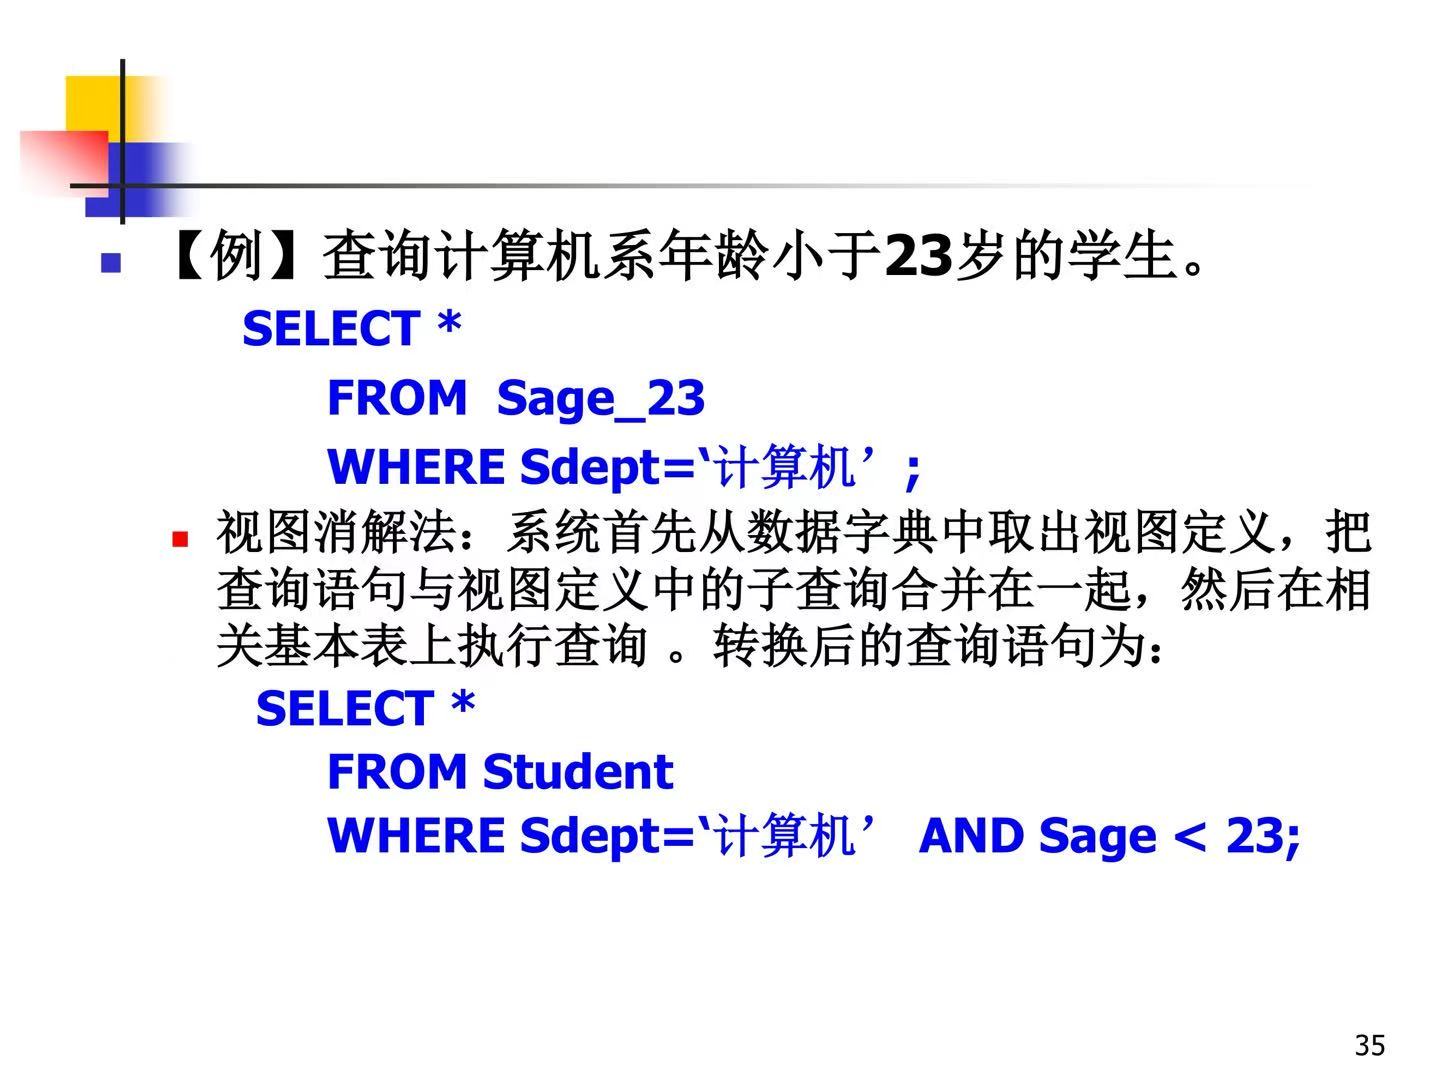 【例】查询计算机系年龄小于23岁的学生。
SELECT *
FROM Sage_23
WHERE Sdept=‘计算机’;
视图消解法：系统首先从数据字典中取出视图定义，把
查询语句与视图定义中的子查询合并在一起，然后在相
关基本表上执行查询 。转换后的查询语句为：
SELECT *
FROM Student
WHERE Sdept=‘计算机’ AND Sage < 23;
35